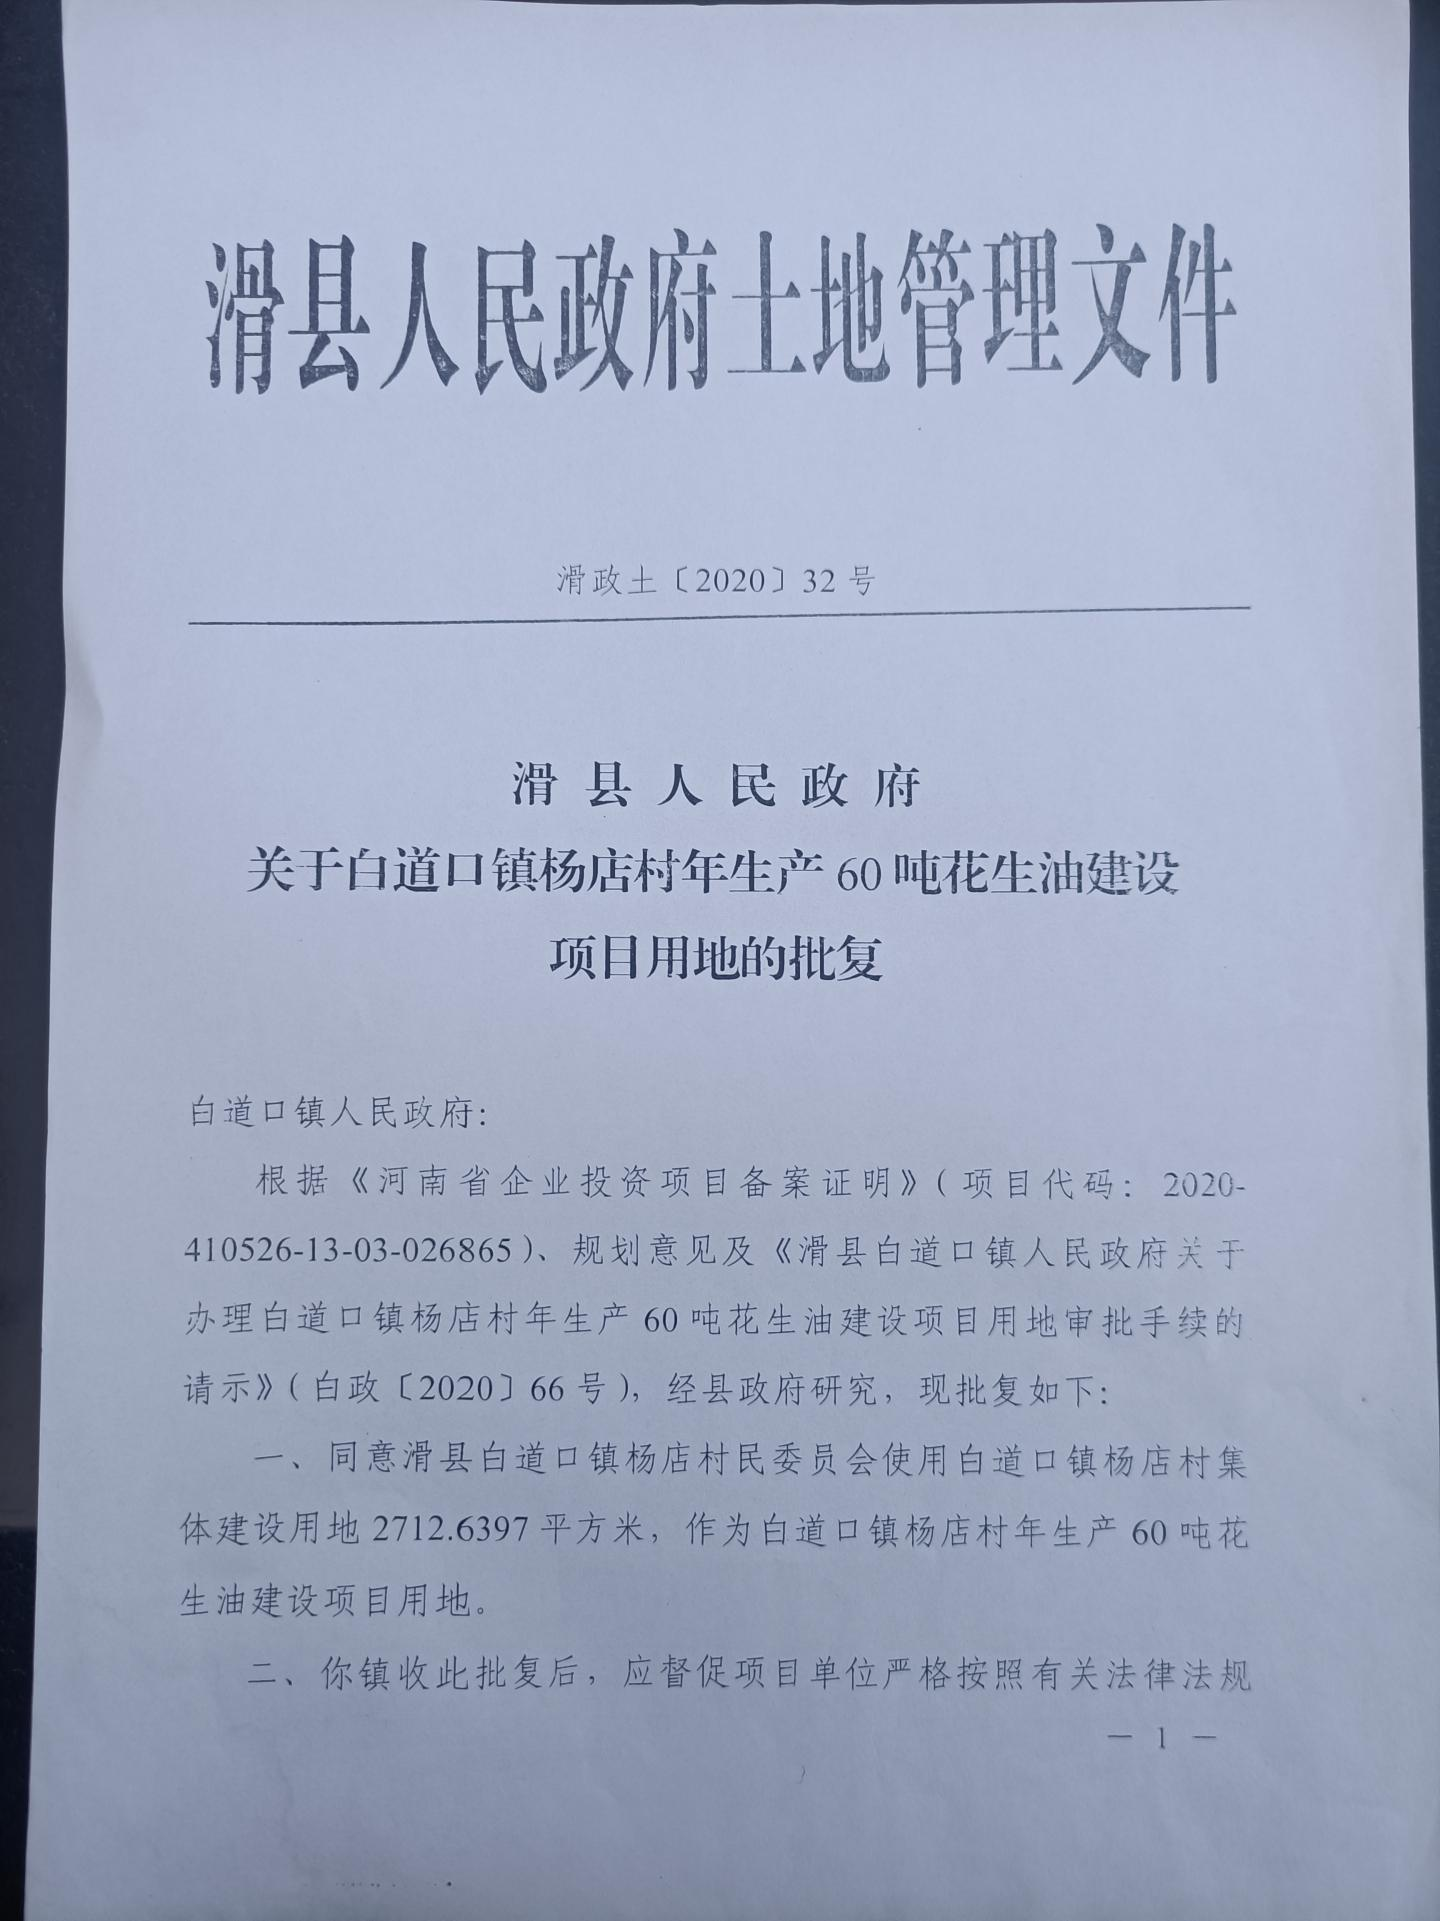 滑县人民政府土地管理文件
滑政土〔2020〕32号
滑县人民政府
关于白道口镇杨店村年生产60吨花生油建设
项目用地的批复
白道口镇人民政府：
根据《河南省企业投资项目备案证明》（项目代码：2020-
410526-13-03-026865）、规划意见及《滑县白道口镇人民政府关于
办理白道口镇杨店村年生产60吨花生油建设项目用地审批手续的
请示》（白政〔2020〕66号），经县政府研究，现批复如下：
一、同意滑县白道口镇杨店村民委员会使用白道口镇杨店村集
体建设用地2712.6397平方米，作为白道口镇杨店村年生产60吨花
生油建设项目用地。
二、你镇收此批复后，应督促项目单位严格按照有关法律法规
— 1 —